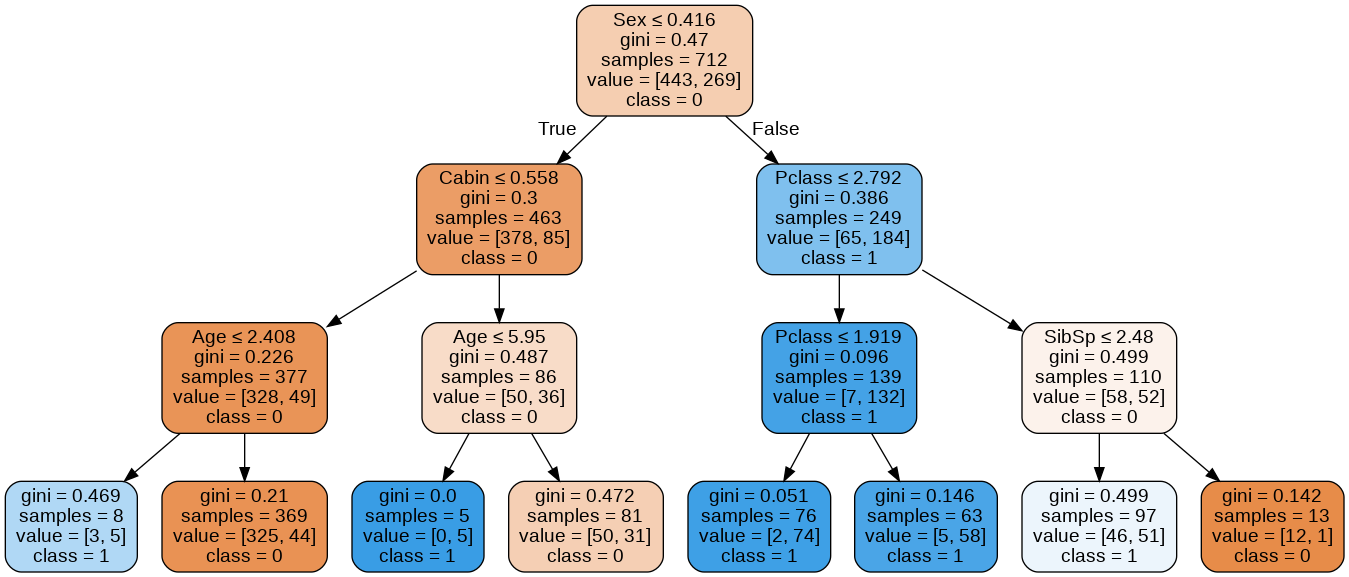 Sex ≤ 0.416
gini = 0.47
samples = 712
value = [443, 269]
class = 0
True
False
Cabin ≤ 0.558
gini = 0.3
samples = 463
value = [378, 85]
class = 0
Pclass ≤ 2.792
gini = 0.386
samples = 249
value = [65, 184]
class = 1
Age ≤ 2.408
gini = 0.226
samples = 377
value = [328, 49]
class = 0
Age ≤ 5.95
gini = 0.487
samples = 86
value = [50, 36]
class = 0
Pclass ≤ 1.919
gini = 0.096
samples = 139
value = [7, 132]
class = 1
SibSp ≤ 2.48
gini = 0.499
samples = 110
value = [58, 52]
class = 0
gini = 0.469
samples = 8
value = [3, 5]
class = 1
gini = 0.21
samples = 369
value = [325, 44]
class = 0
gini = 0.0
samples = 5
value = [0, 5]
class = 1
gini = 0.472
samples = 81
value = [50, 31]
class = 0
gini = 0.051
samples = 76
value = [2, 74]
class = 1
gini = 0.146
samples = 63
value = [5, 58]
class = 1
gini = 0.499
samples = 97
value = [46, 51]
class = 1
gini = 0.142
samples = 13
value = [12, 1]
class = 0